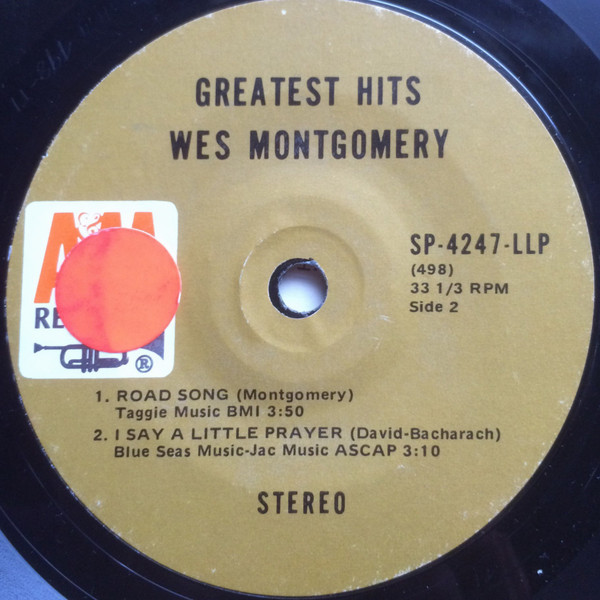 GREATEST HITS
WES MONTGOMERY
SP-4247-LLP
(498)
33 1/3 RPM
Side 2
®
1. ROAD SONG (Montgomery)
Taggie Music BMI 3:50
2. I SAY A LITTLE PRAYER (David-Bacharach)
Blue Seas Music-Jac Music ASCAP 3:10
STEREO